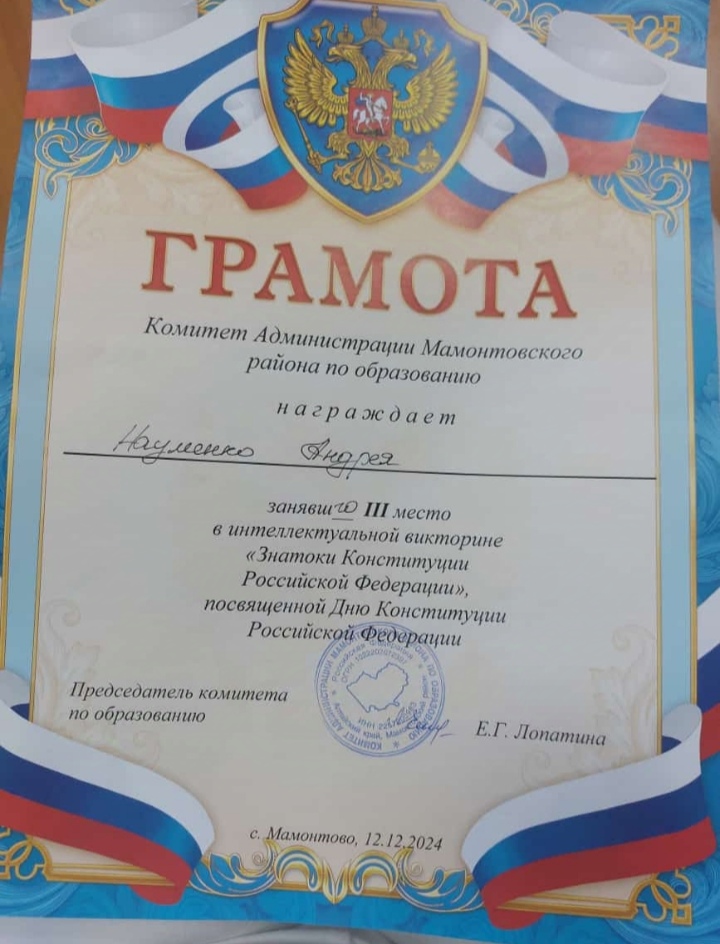 ГРАМОТА
Комитет Администрации Мамонтовского
района по образованию
награждает
Науменко Андрея
занявшго III место
в интеллектуальной викторине
«Знатоки Конституции
Российской Федерации»,
посвященной Дню Конституции
Российской Федерации
Председатель комитета
по образованию
Е.Г. Лопатина
с. Мамонтово, 12.12.2024